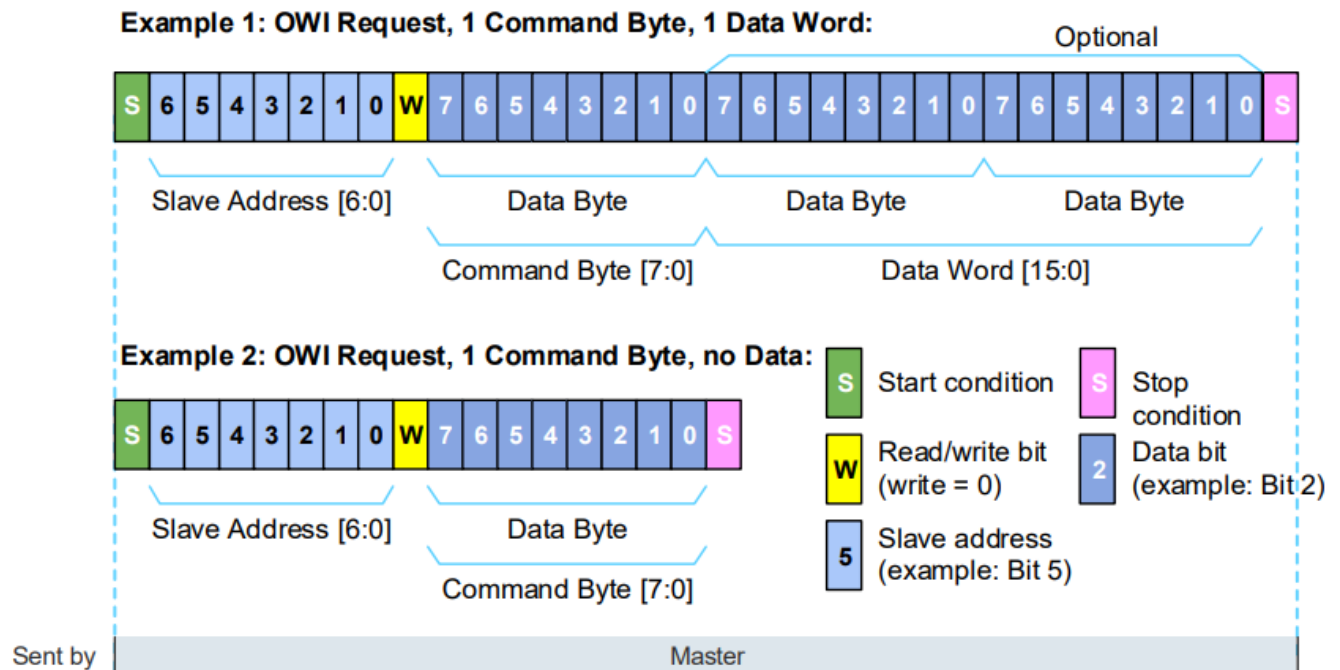 Example 1: OWI Request, 1 Command Byte, 1 Data Word:
Optional
S 6 5 4 3 2 1 0 W 7 6 5 4 3 2 1 0 7 6 5 4 3 2 1 0 7 6 5 4 3 2 1 0 S
Slave Address [6:0] Data Byte Data Byte Data Byte
Command Byte [7:0] Data Word [15:0]
Example 2: OWI Request, 1 Command Byte, no Data:
S 6 5 4 3 2 1 0 W 7 6 5 4 3 2 1 0 S
Slave Address [6:0] Data Byte
Command Byte [7:0]
S Start condition
S Stop
condition
W Read/write bit
(write = 0)
2 Data bit
(example: Bit 2)
5 Slave address
(example: Bit 5)
Sent by Master